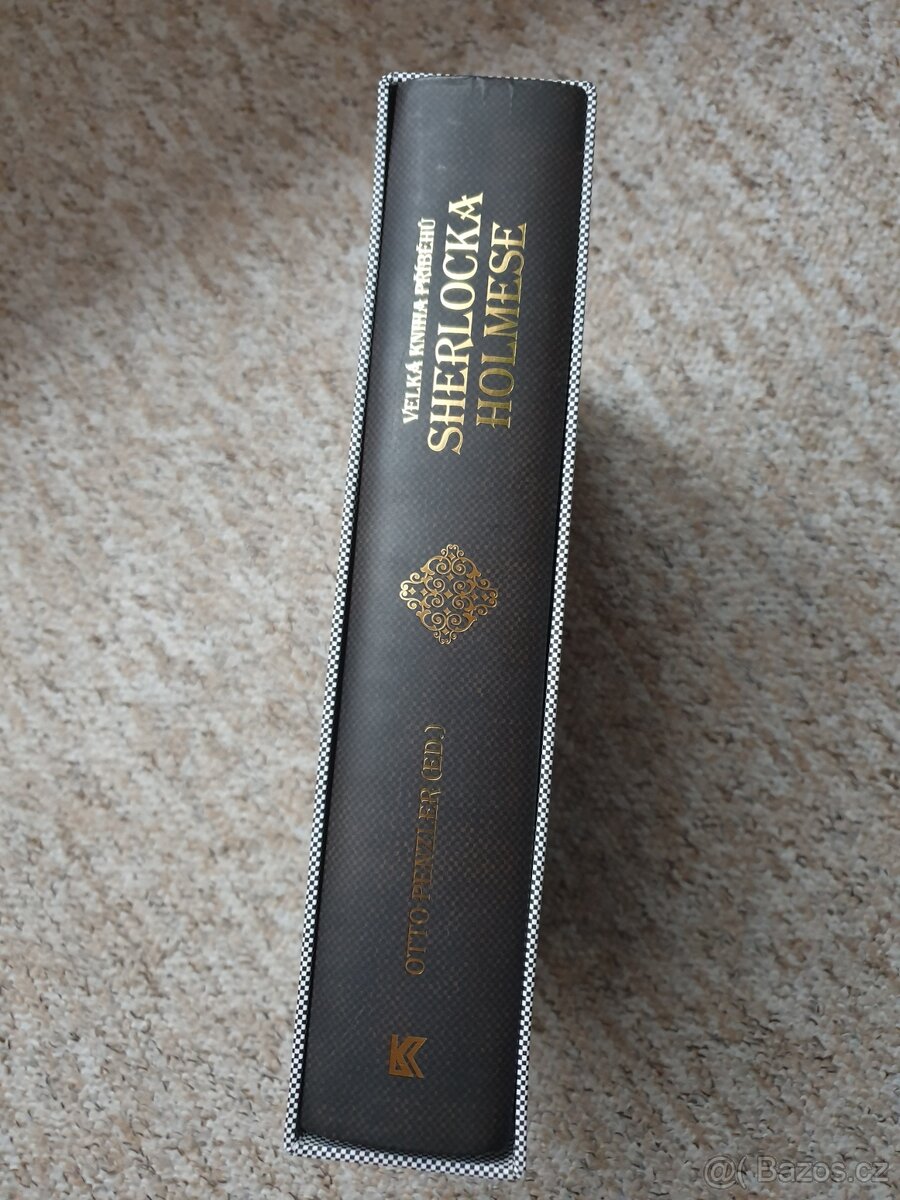 VELKÁ KNIHA PŘÍBĚHŮ
SHERLOCKA
HOLMESE
OTTO PENZLER (ED.)
K
@( Bazos.cz